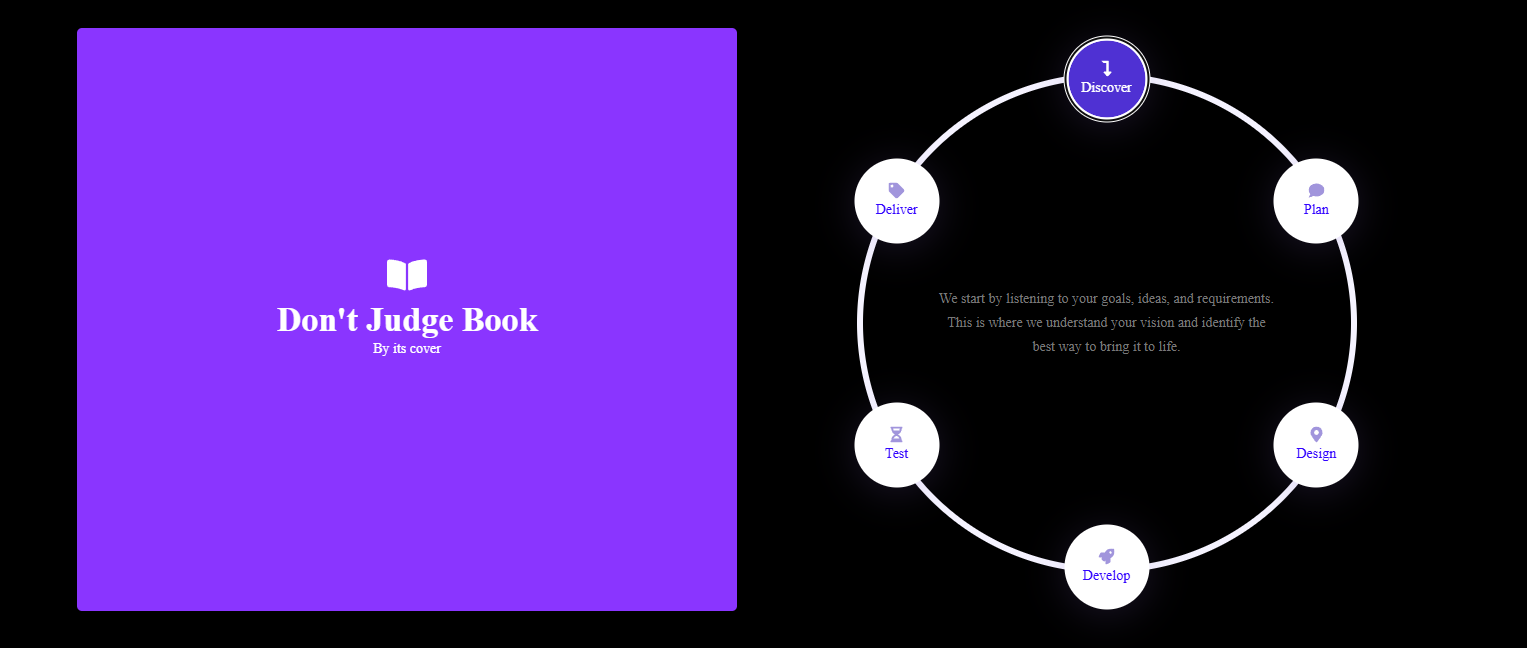 Don't Judge Book
By its cover
Discover
Deliver
Plan
We start by listening to your goals, ideas, and requirements.
This is where we understand your vision and identify the
best way to bring it to life.
Test
Design
Develop